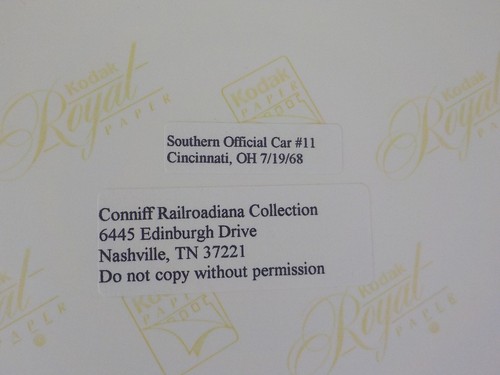 Kodak
Royal
PAPER
Kodak
PAPER
Southern Official Car #11
Cincinnati, OH 7/19/68
Conniff Railroadiana Collection
6445 Edinburgh Drive
Nashville, TN 37221
Do not copy without permission
Kodak
Royal
PAPER
Kodak
Royal
PAPER